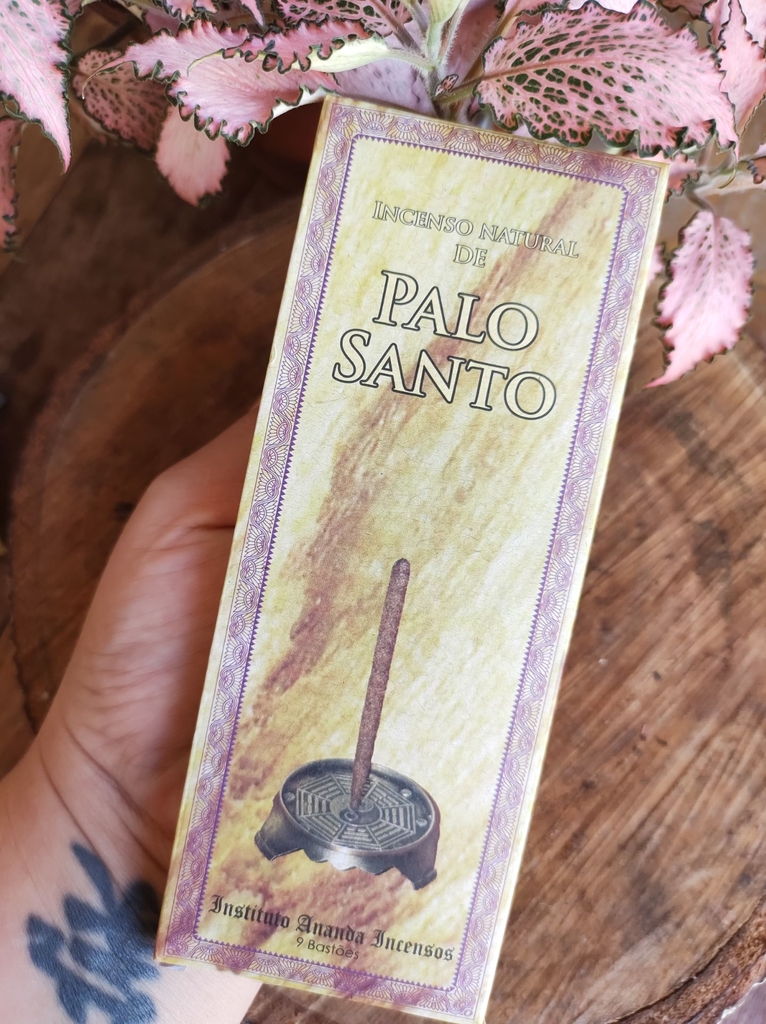 INCENSO NATURAL
DE
PALO
SANTO
Instituto Ananda Incensos
9 Bastões